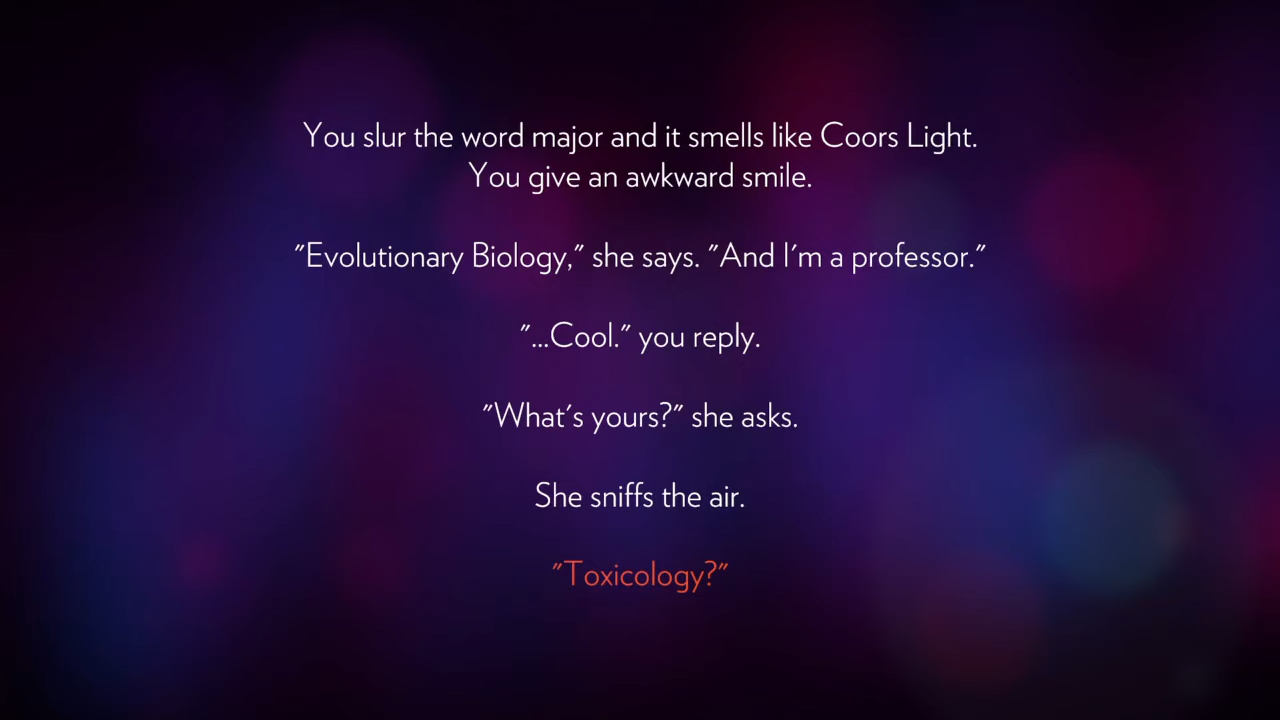 You slur the word major and it smells like Coors Light.
You give an awkward smile.
"Evolutionary Biology," she says. "And I'm a professor."
"...Cool." you reply.
"What's yours?" she asks.
She sniffs the air.
"Toxicology?"